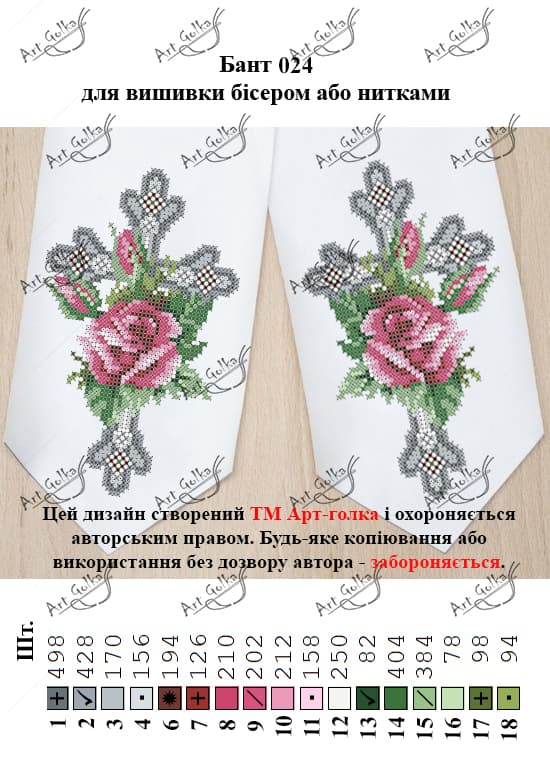 Бант 024
для вишивки бісером або нитками
Art Golka
Цей дизайн створений ТМ Арт-голка і охороняється
авторським правом. Будь-яке копіювання або
використання без дозволу автора - забороняється.
Шт.
498 428 170 156 194 126 210 202 212 158 250 82 404 384 78 98 94
1 2 3 4 6 7 8 9 10 11 12 13 14 15 16 17 18